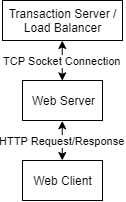 Transaction Server /
Load Balancer
TCP Socket Connection
Web Server
HTTP Request/Response
Web Client